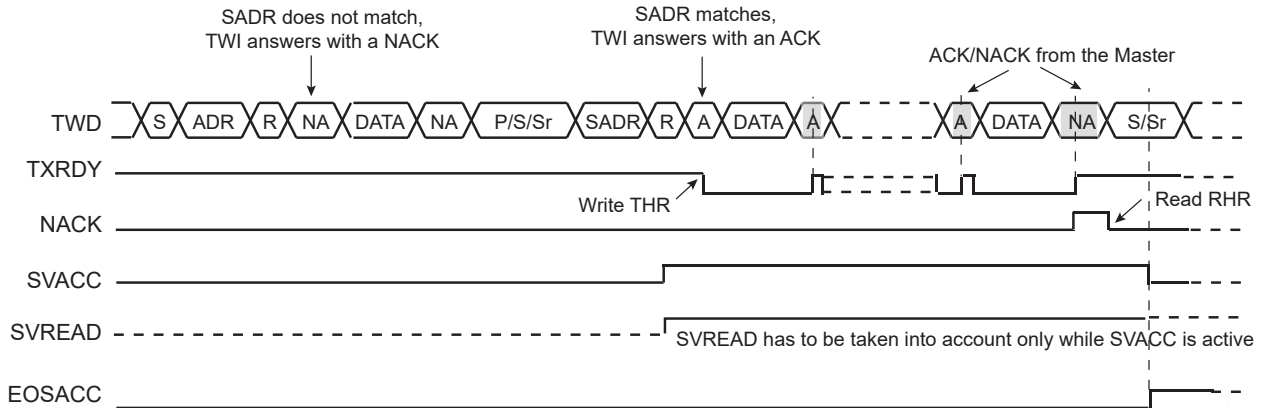 SADR does not match,
TWI answers with a NACK
SADR matches,
TWI answers with an ACK
ACK/NACK from the Master
TWD S ADR R NA DATA NA P/S/Sr SADR R A DATA A A DATA NA S/Sr
TXRDY
Write THR
Read RHR
NACK
SVACC
SVREAD
SVREAD has to be taken into account only while SVACC is active
EOSACC